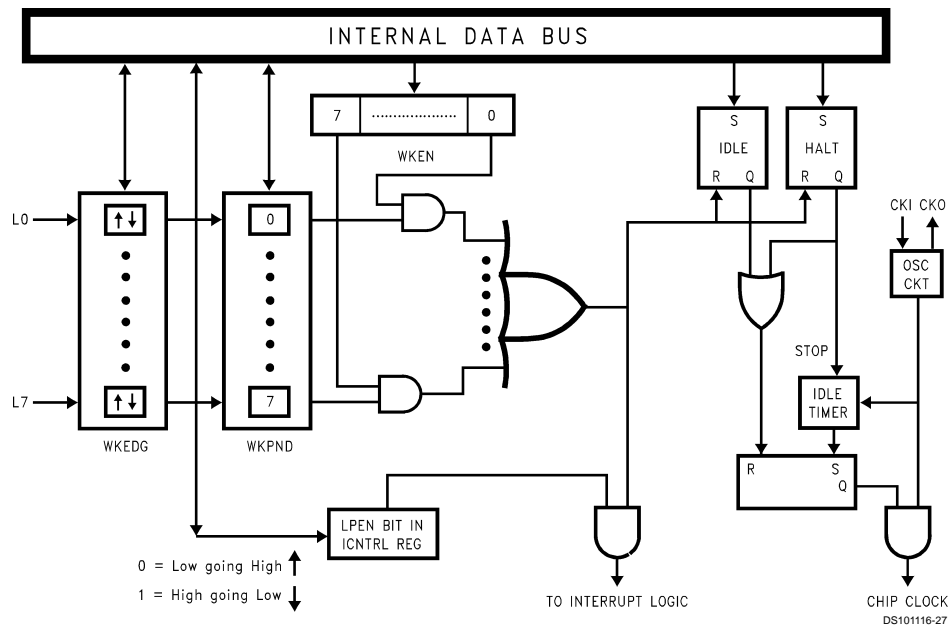 INTERNAL DATA BUS
7 0
WKEN
S
IDLE
R Q
S
HALT
R Q
CKI CKO
OSC
CKT
L0
↑↓
0
L7
↑↓
7
WKEDG
WKPND
STOP
IDLE
TIMER
R S
Q
LPEN BIT IN
ICNTRL REG
0 = Low going High ↑
1 = High going Low ↓
TO INTERRUPT LOGIC
CHIP CLOCK
DS101116-27